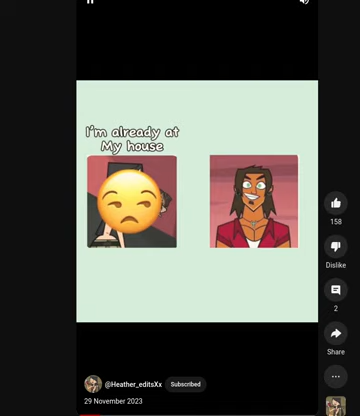 I'm already at
My house
158
Dislike
2
Share
@Heather_editsXx Subscribed
29 November 2023